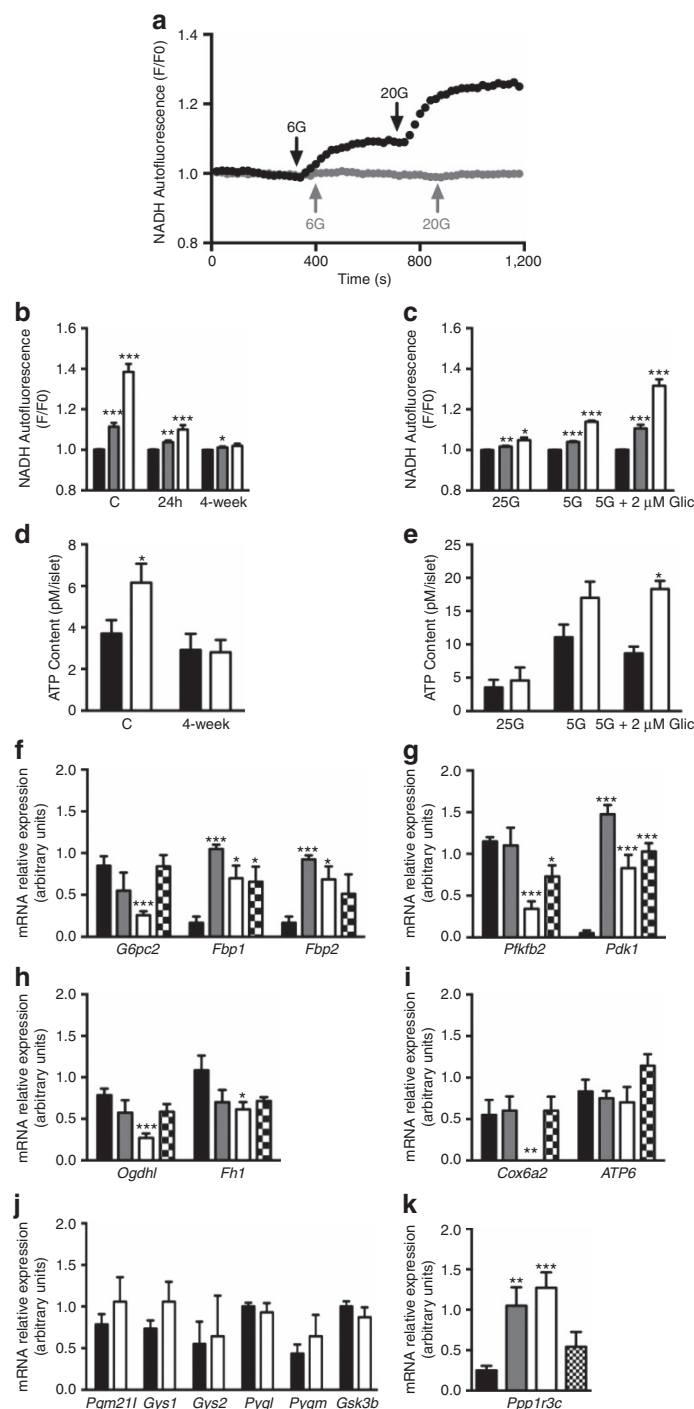 a
NADH Autofluorescence (F/F0)
1.4
1.2
1.0
0.8
6G
20G
6G
20G
0
400
800
1,200
Time (s)
b
NADH Autofluorescence
(F/F0)
1.6
1.4
1.2
1.0
0.8
***
***
**
***
*
C
24h
4-week
c
NADH Autofluorescence
(F/F0)
1.6
1.4
1.2
1.0
0.8
**
*
***
***
***
***
25G
5G
5G + 2 μM Glic
d
ATP Content (pM/islet)
8
6
4
2
0
*
C
4-week
e
ATP Content (pM/islet)
25
20
15
10
5
0
*
25G
5G
5G + 2 μM Glic
f
mRNA relative expression
(arbitrary units)
2.0
1.5
1.0
0.5
0.0
***
***
*
*
***
*
G6pc2
Fbp1
Fbp2
g
mRNA relative expression
(arbitrary units)
2.0
1.5
1.0
0.5
0.0
***
*
***
***
***
Pfkfb2
Pdk1
h
mRNA relative expression
(arbitrary units)
2.0
1.5
1.0
0.5
0.0
***
*
Ogdhl
Fh1
i
mRNA relative expression
(arbitrary units)
2.0
1.5
1.0
0.5
0.0
**
Cox6a2
ATP6
j
mRNA relative expression
(arbitrary units)
2.0
1.5
1.0
0.5
0.0
Pgm21l
Gys1
Gys2
Pygl
Pygm
Gsk3b
k
mRNA relative expression
(arbitrary units)
2.0
1.5
1.0
0.5
0.0
**
***
Ppp1r3c